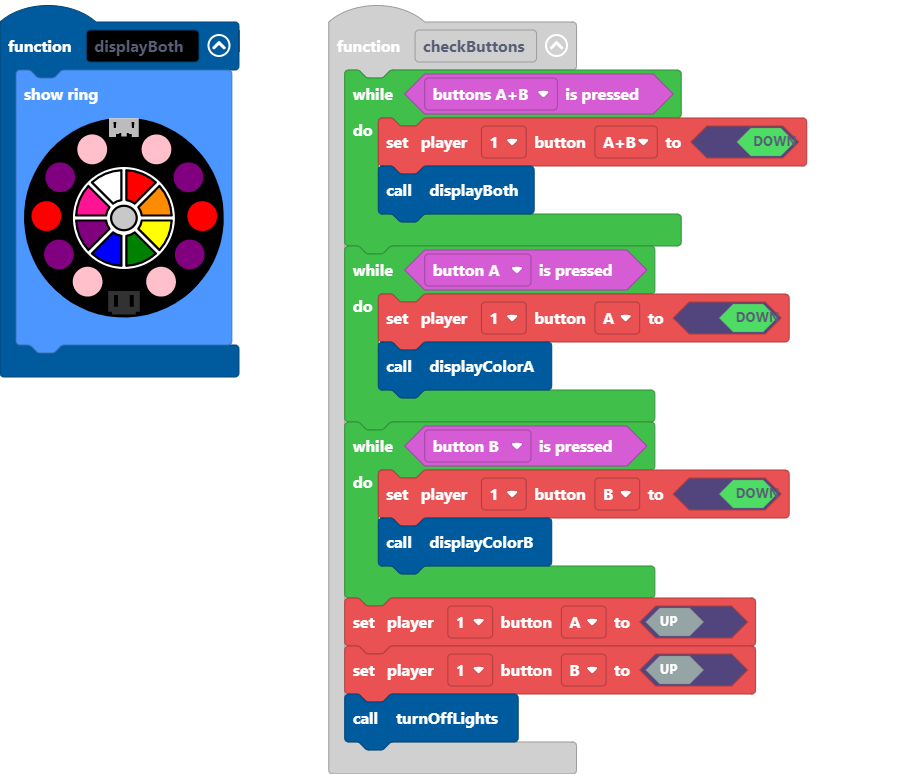 function displayBoth
show ring
function checkButtons
while buttons A+B is pressed
do set player 1 button A+B to DOWN
call displayBoth
while button A is pressed
do set player 1 button A to DOWN
call displayColorA
while button B is pressed
do set player 1 button B to DOWN
call displayColorB
set player 1 button A to UP
set player 1 button B to UP
call turnOffLights